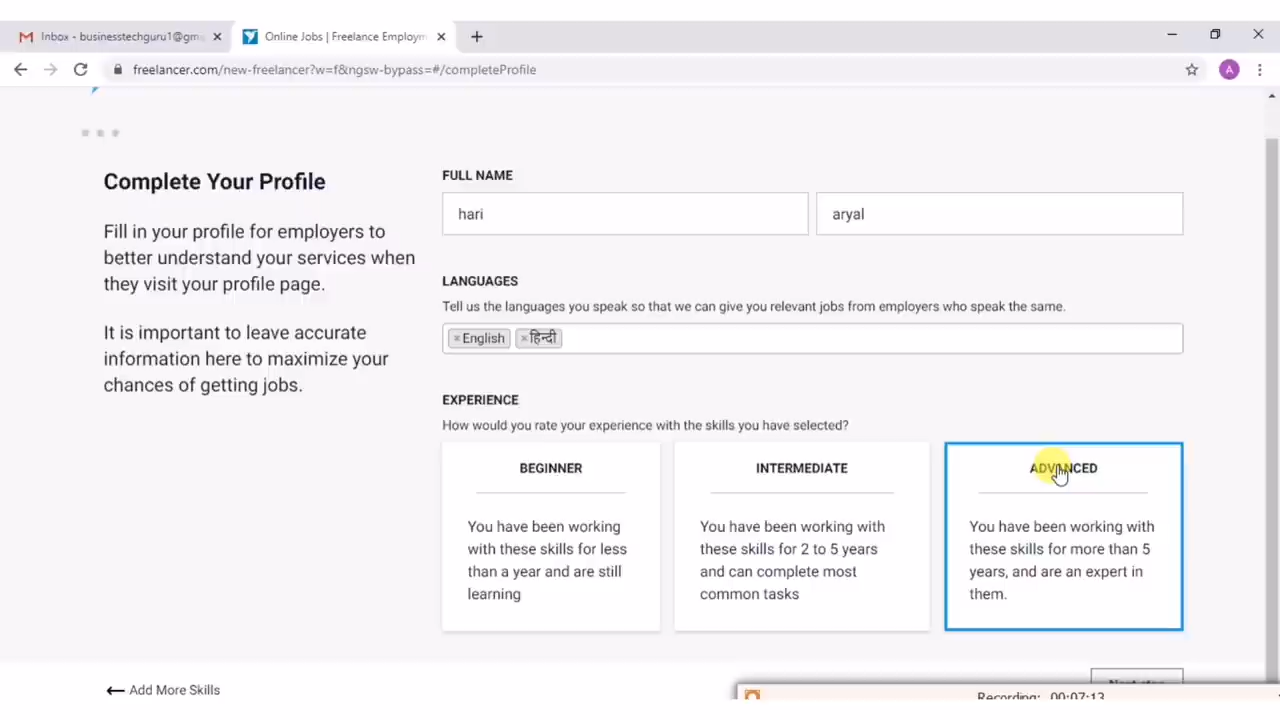 Inbox - businesstechguru1@gm
Online Jobs | Freelance Employm
freelancer.com/new-freelancer?w=f&ngsw-bypass=#/completeProfile
A
Complete Your Profile
Fill in your profile for employers to
better understand your services when
they visit your profile page.
It is important to leave accurate
information here to maximize your
chances of getting jobs.
FULL NAME
hari
aryal
LANGUAGES
Tell us the languages you speak so that we can give you relevant jobs from employers who speak the same.
× English × हिन्दी
EXPERIENCE
How would you rate your experience with the skills you have selected?
BEGINNER
You have been working
with these skills for less
than a year and are still
learning
INTERMEDIATE
You have been working with
these skills for 2 to 5 years
and can complete most
common tasks
ADVANCED
You have been working with
these skills for more than 5
years, and are an expert in
them.
Add More Skills
Recording: 00:07:13